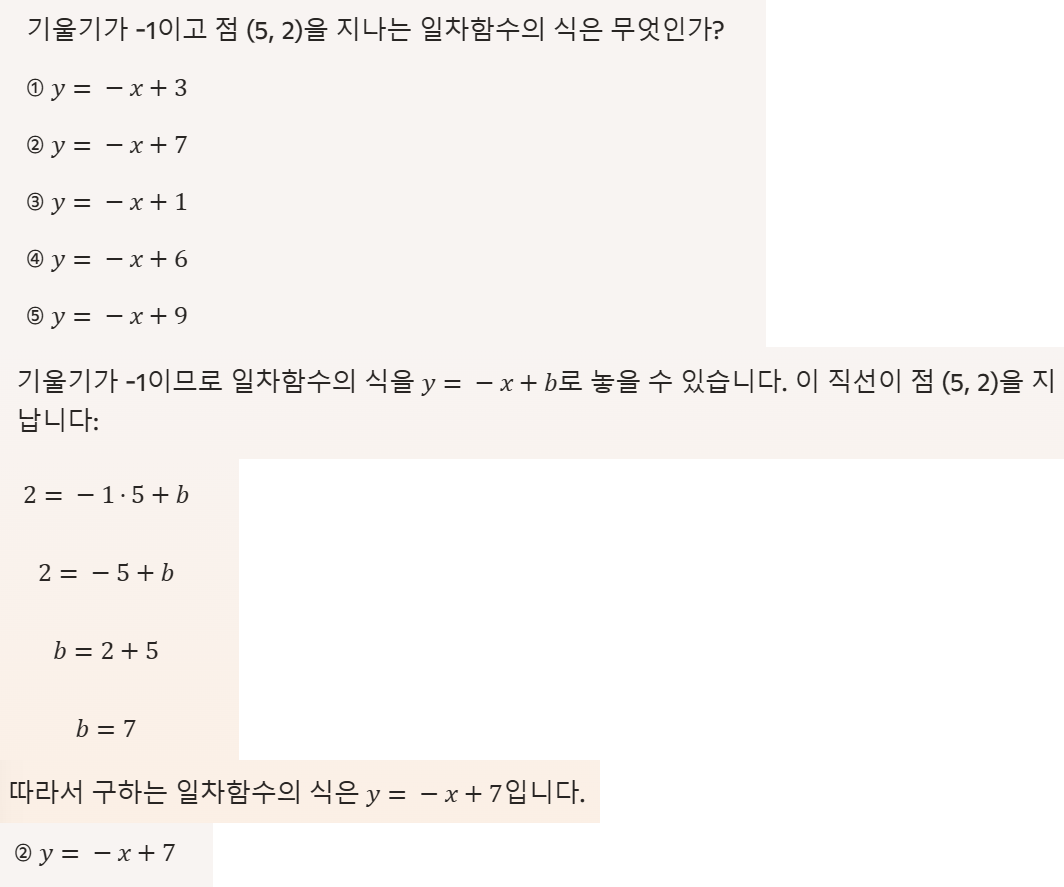 기울기가 -1이고 점 (5, 2)을 지나는 일차함수의 식은 무엇인가?
① y = − x + 3
② y = − x + 7
③ y = − x + 1
④ y = − x + 6
⑤ y = − x + 9
기울기가 -1이므로 일차함수의 식을 y = − x + b로 놓을 수 있습니다. 이 직선이 점 (5, 2)을 지
납니다:
2 = − 1 · 5 + b
2 = − 5 + b
b = 2 + 5
b = 7
따라서 구하는 일차함수의 식은 y = − x + 7입니다.
② y = − x + 7